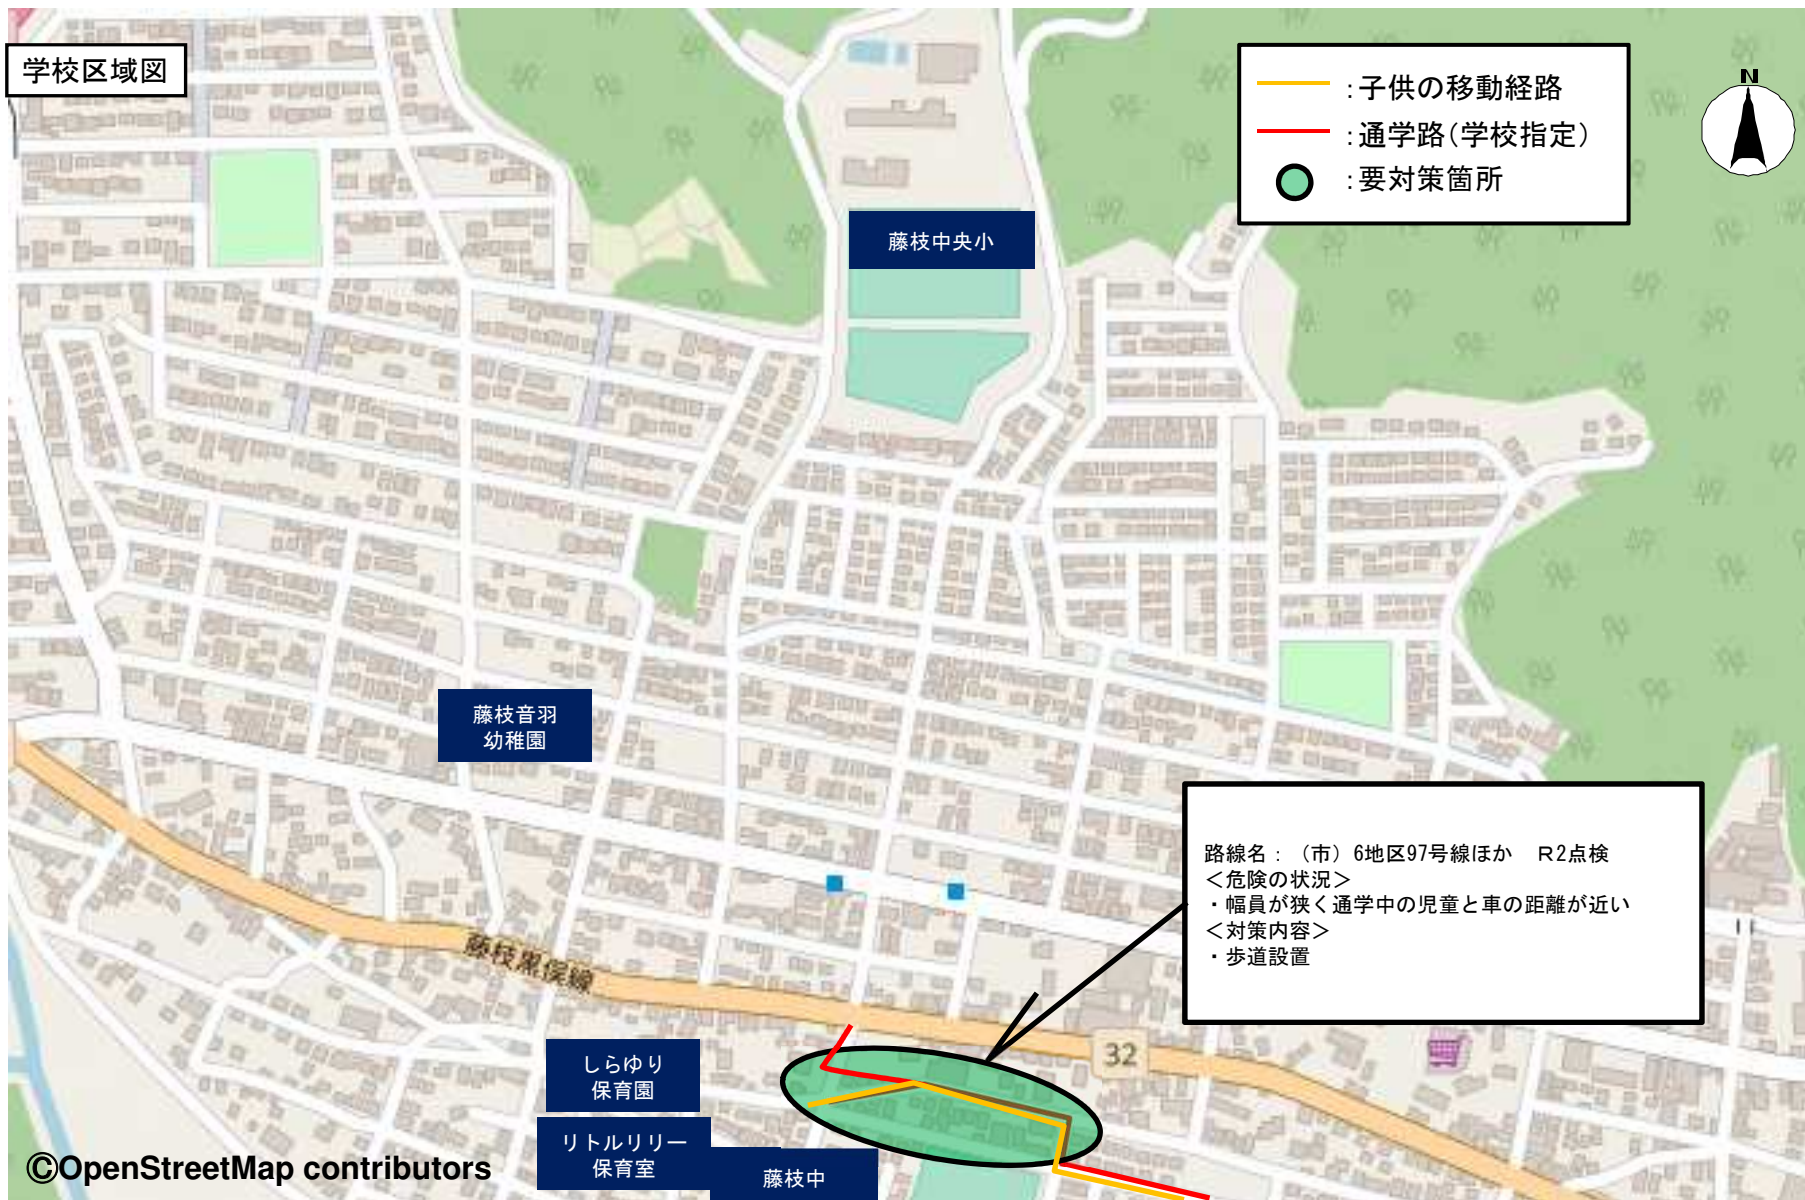 学校区域図
:子供の移動経路
:通学路(学校指定)
:要対策箇所
N
藤枝中央小
藤枝音羽
幼稚園
路線名：（市）6地区97号線ほか　R2点検
＜危険の状況＞
・幅員が狭く通学中の児童と車の距離が近い
＜対策内容＞
・歩道設置
藤枝黒俣線
32
しらゆり
保育園
リトルリリー
保育室
藤枝中
©OpenStreetMap contributors